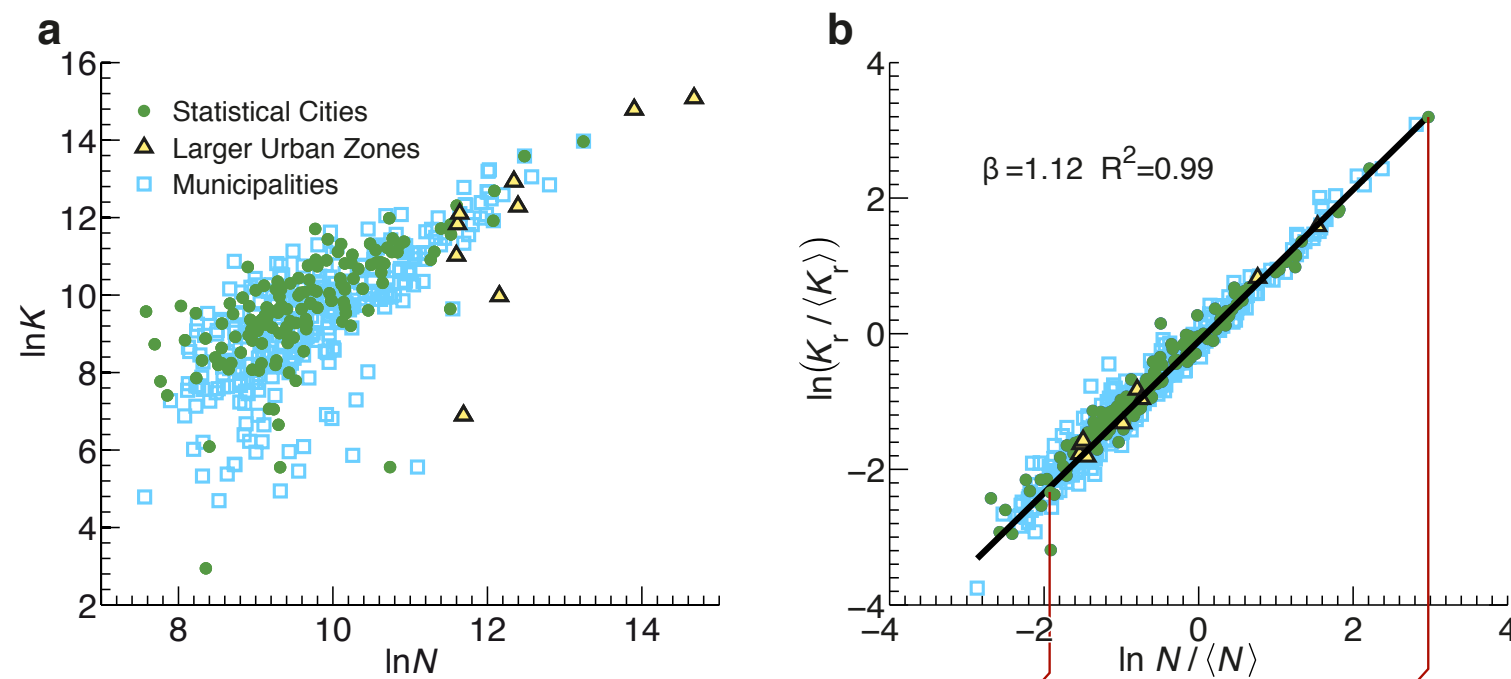 a
16
14
12
10
8
6
4
2
lnK
Statistical Cities
Larger Urban Zones
Municipalities
8 10 12 14
lnN
b
4
2
0
−2
−4
ln(Kr / ⟨Kr⟩)
β =1.12 R²=0.99
−4 −2 0 2 4
ln N / ⟨N⟩